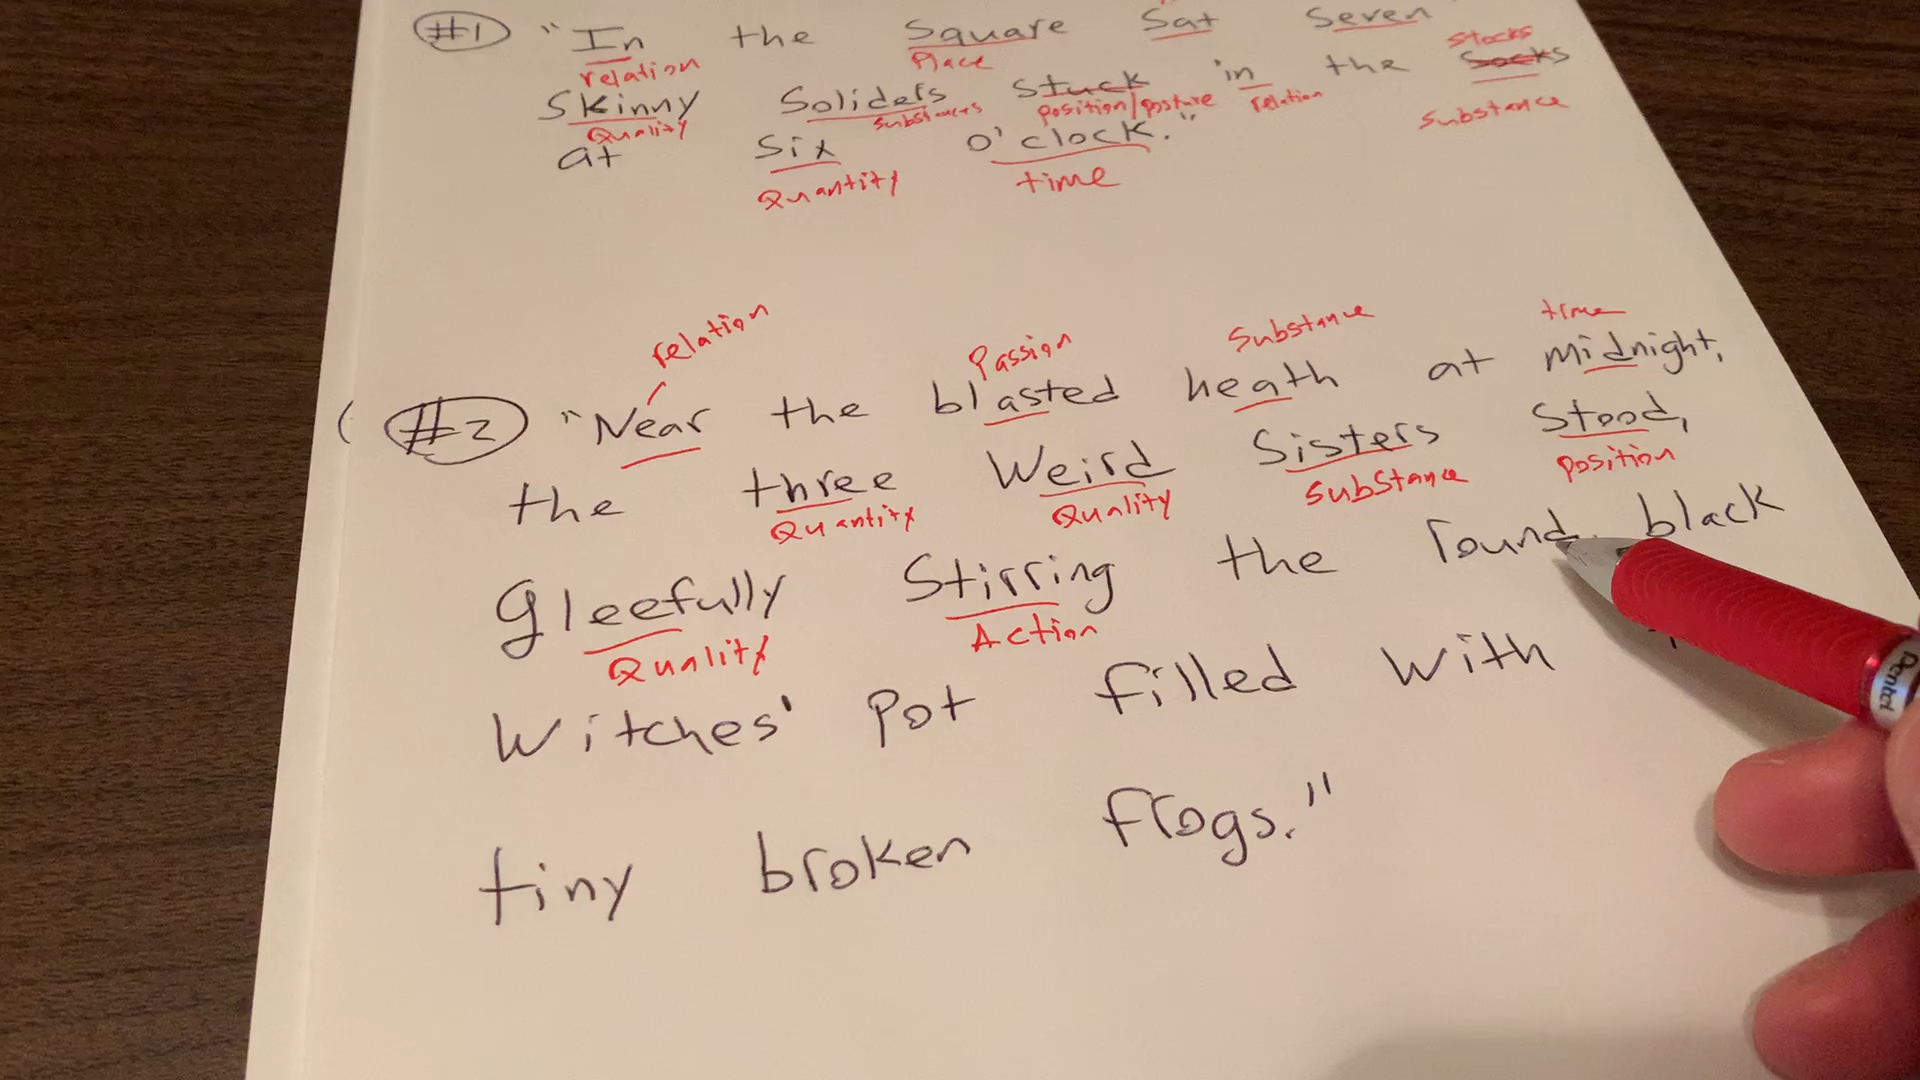 #1 "In the Square Sat Seven
relation Place stocks
Skinny Soliders stuck in the Socks
Quality Substances position/posture relation Substance
at Six o'clock."
Quantity time
relation Passion Substance time
#2 "Near the blasted heath at midnight,
the three Weird Sisters Stood,
Quantity Quality Substance position
gleefully Stirring the round, black
Quality Action
Witches' pot filled with
tiny broken frogs."
Pentel